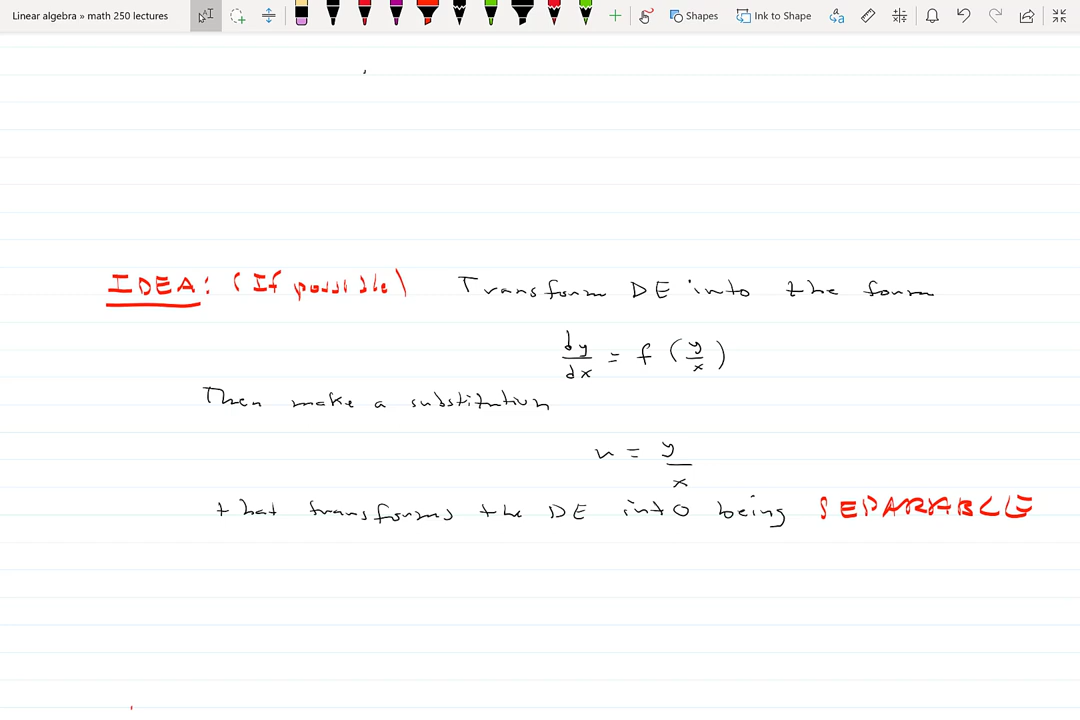 Linear algebra » math 250 lectures
Shapes
Ink to Shape
IDEA: (If possible) Transform DE into the form
dy/dx = f(y/x)
Then make a substitution
u = y/x
that transforms the DE into being SEPARABLE